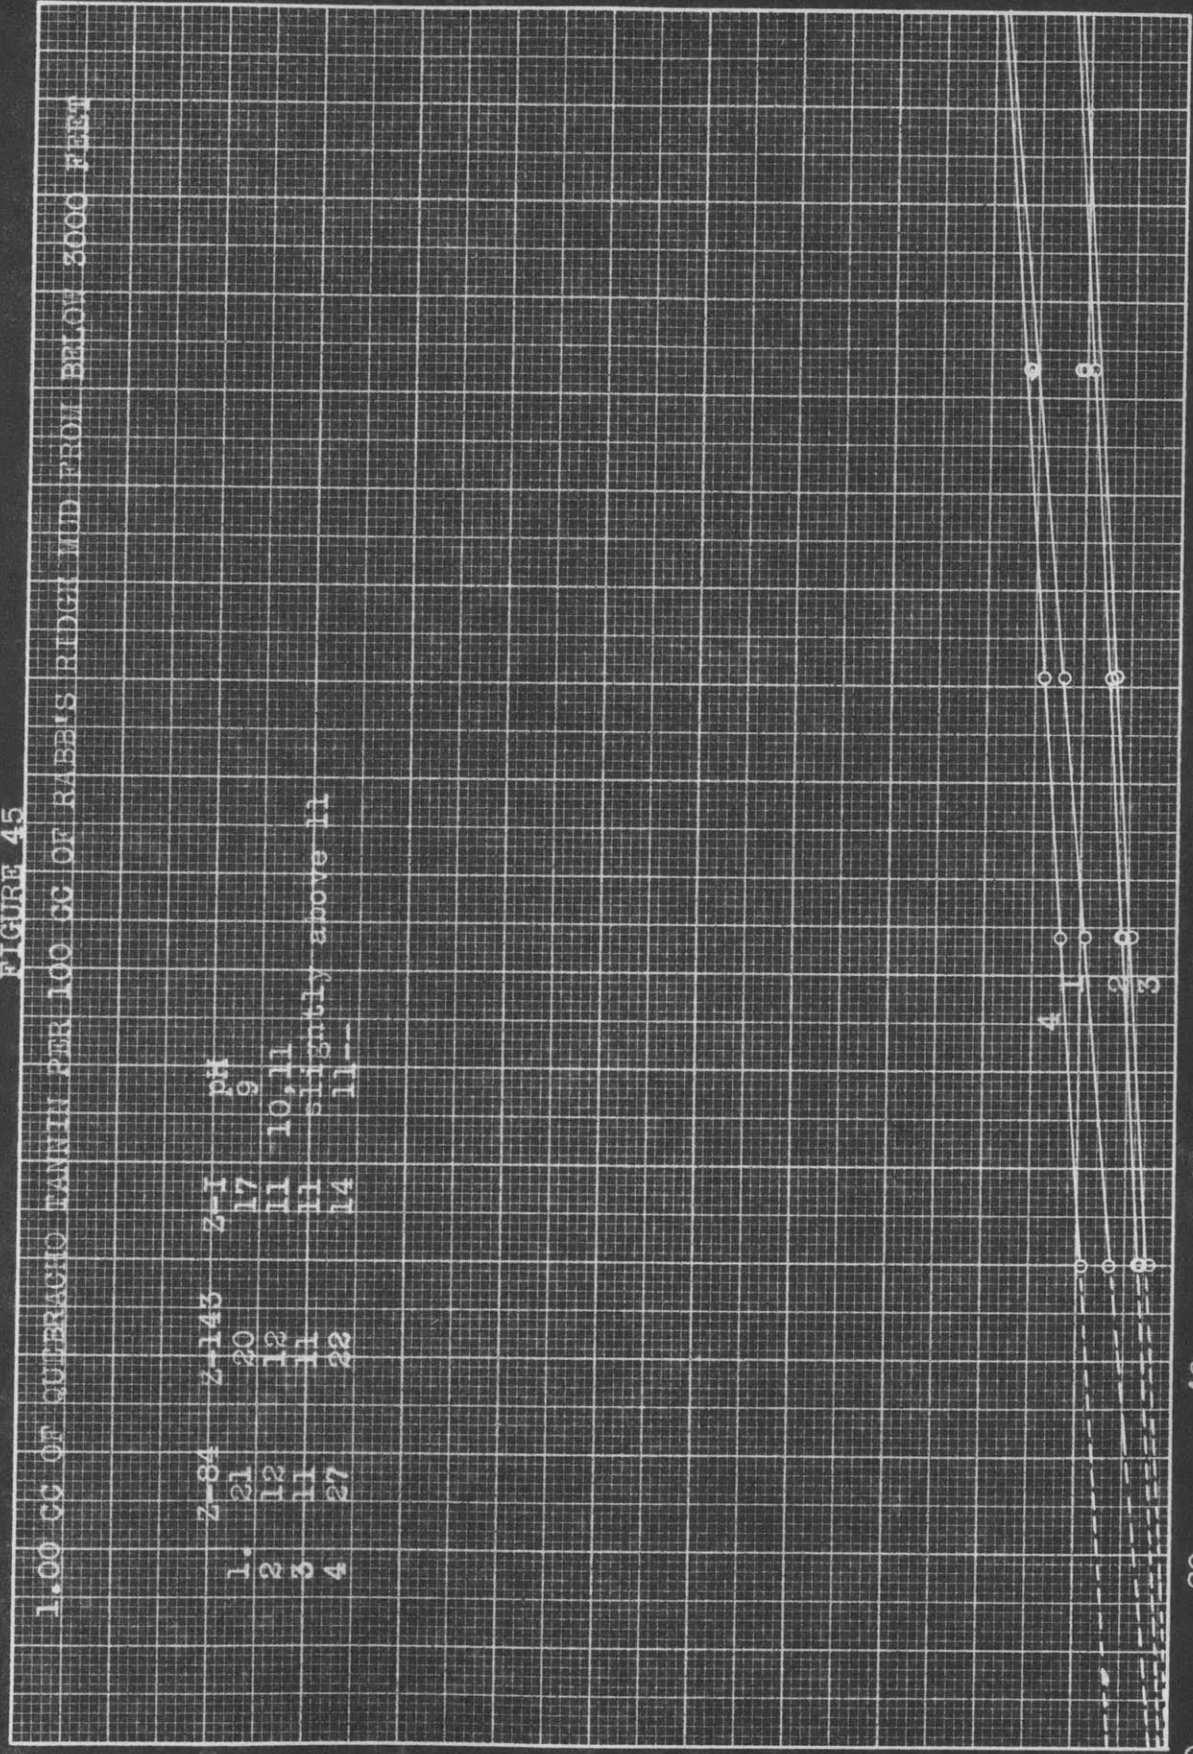 FIGURE 45
1.00 CC OF QUEBRACHO TANNIN PER 100 CC OF RABB'S RIDGE MUD FROM BELOW 3000 FEET
Z-84 Z-143 Z-I pH
1. 21 20 17 9
2 12 12 11 10,11
3 11 11 11 slightly above 11
4 27 22 14 11--
4
1
2
3